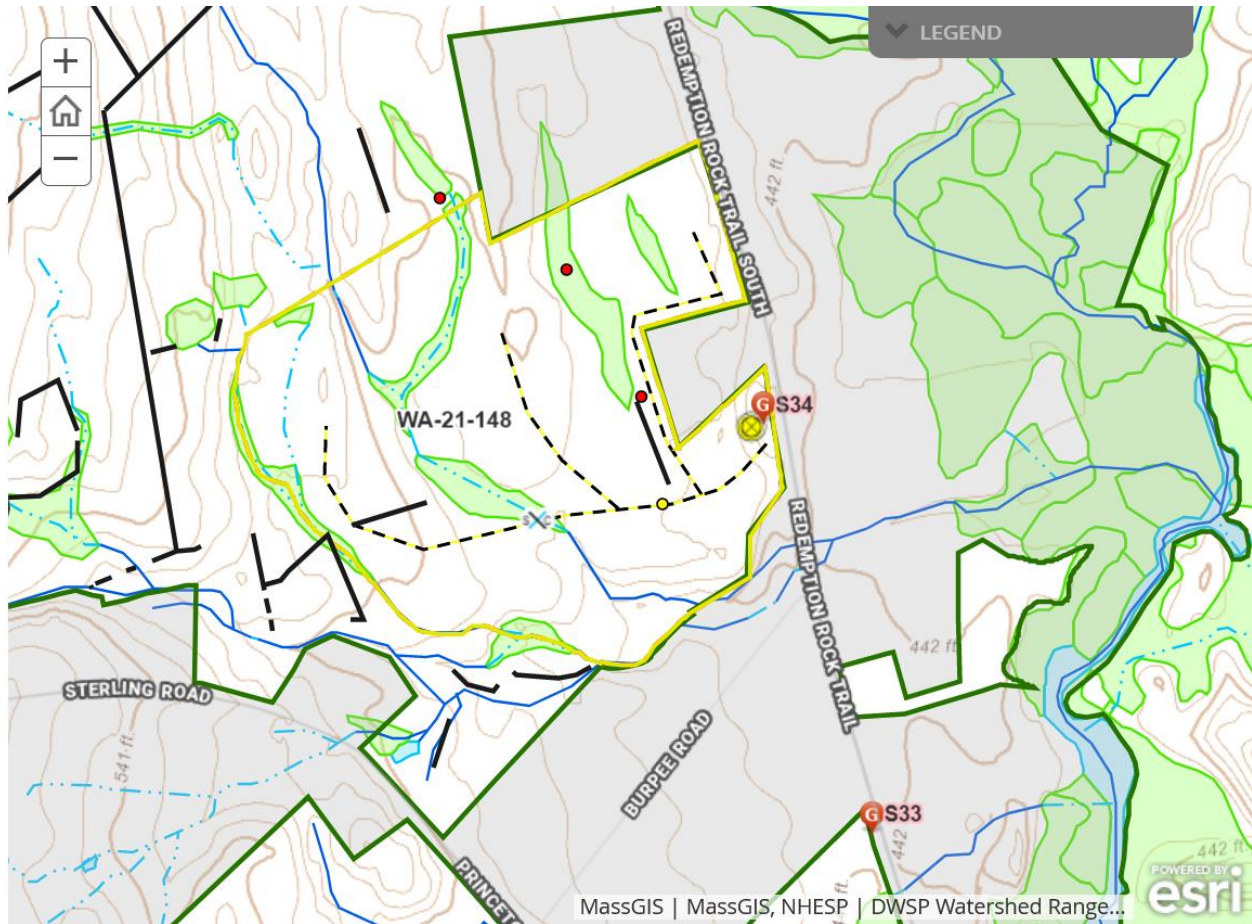 LEGEND
REDEMPTION ROCK TRAIL SOUTH
442 ft.
WA-21-148
G S34
S C
REDEMPTION ROCK TRAIL
442 ft.
STERLING ROAD
541 ft.
BURPEE ROAD
G S33
442
442 ft.
ft.
PRINCET
POWERED BY
esri
MassGIS | MassGIS, NHESP | DWSP Watershed Range...